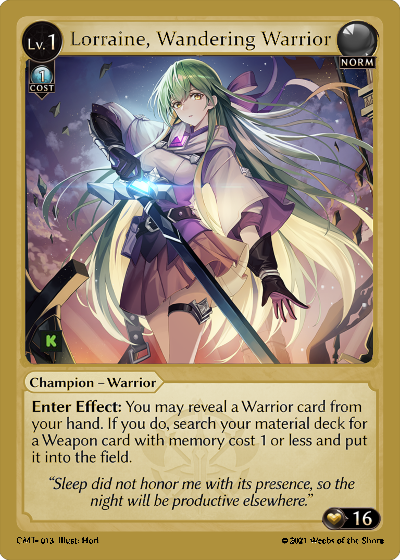 Lv.1 Lorraine, Wandering Warrior
NORM
1
COST
K
Champion – Warrior
Enter Effect: You may reveal a Warrior card from
your hand. If you do, search your material deck for
a Weapon card with memory cost 1 or less and put
it into the field.
“Sleep did not honor me with its presence, so the
night will be productive elsewhere.”
16
013 Illust: Hori
© 2021 Weebs of the Shore